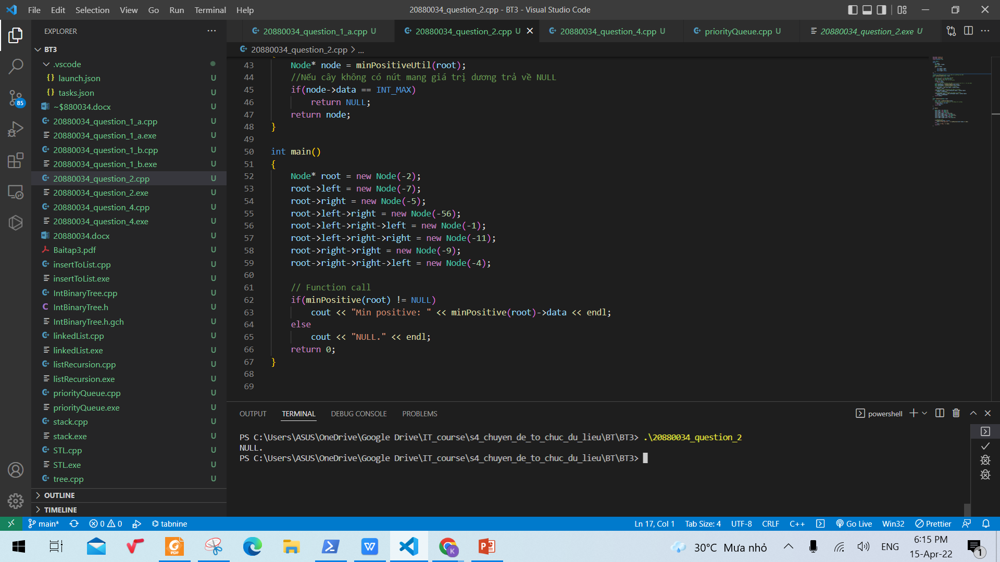 File Edit Selection View Go Run Terminal Help
20880034_question_2.cpp - BT3 - Visual Studio Code
EXPLORER
BT3
.vscode
launch.json U
tasks.json U
~$880034.docx U
20880034_question_1_a.cpp U
20880034_question_1_a.exe U
20880034_question_1_b.cpp U
20880034_question_1_b.exe U
20880034_question_2.cpp U
20880034_question_2.exe U
20880034_question_4.cpp U
20880034_question_4.exe U
20880034.docx U
Baitap3.pdf U
insertToList.cpp U
insertToList.exe U
IntBinaryTree.cpp U
IntBinaryTree.h U
IntBinaryTree.h.gch U
linkedList.cpp U
linkedList.exe U
listRecursion.cpp U
listRecursion.exe U
priorityQueue.cpp U
priorityQueue.exe U
stack.cpp U
stack.exe U
STL.cpp U
STL.exe U
tree.cpp U
OUTLINE
TIMELINE
85
20880034_question_1_a.cpp U
20880034_question_2.cpp U
20880034_question_4.cpp U
priorityQueue.cpp U
20880034_question_2.exe U
20880034_question_2.cpp > ...
43 Node* node = minPositiveUtil(root);
44 //Nếu cây không có nút mang giá trị dương trả về NULL
45 if(node->data == INT_MAX)
46 return NULL;
47 return node;
48 }
49
50 int main()
51 {
52 Node* root = new Node(-2);
53 root->left = new Node(-7);
54 root->right = new Node(-5);
55 root->left->right = new Node(-56);
56 root->left->right->left = new Node(-1);
57 root->left->right->right = new Node(-11);
58 root->right->right = new Node(-9);
59 root->right->right->left = new Node(-4);
60
61 // Function call
62 if(minPositive(root) != NULL)
63 cout << "Min positive: " << minPositive(root)->data << endl;
64 else
65 cout << "NULL." << endl;
66 return 0;
67 }
68
69
OUTPUT TERMINAL DEBUG CONSOLE PROBLEMS
powershell
PS C:\Users\ASUS\OneDrive\Google Drive\IT_course\s4_chuyen_de_to_chuc_du_lieu\BT\BT3> .\20880034_question_2
NULL.
PS C:\Users\ASUS\OneDrive\Google Drive\IT_course\s4_chuyen_de_to_chuc_du_lieu\BT\BT3>
main* 0 0 tabnine
Ln 17, Col 1 Tab Size: 4 UTF-8 CRLF C++ Go Live Win32 Prettier
PDF
K
30°C Mưa nhỏ
ENG
6:15 PM
15-Apr-22
1